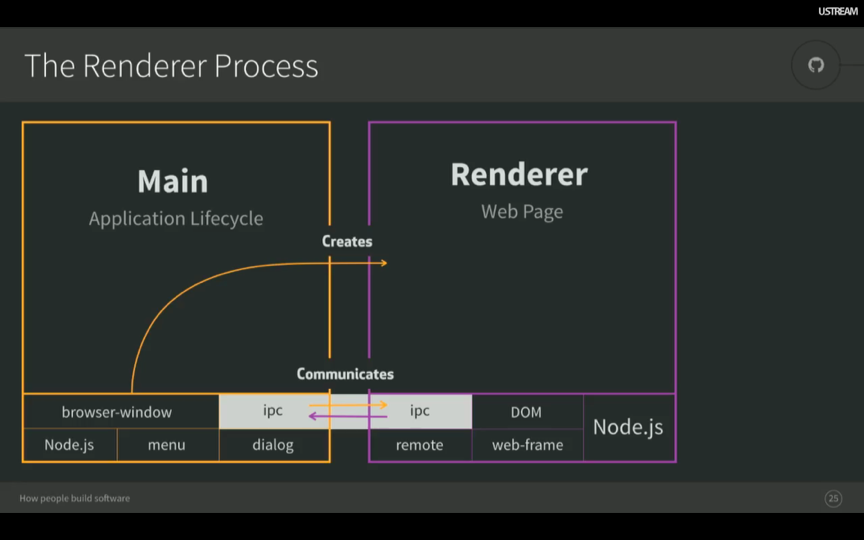 USTREAM
The Renderer Process
Main
Application Lifecycle
Renderer
Web Page
Creates
Communicates
browser-window
ipc
ipc
DOM
Node.js
Node.js
menu
dialog
remote
web-frame
How people build software
25